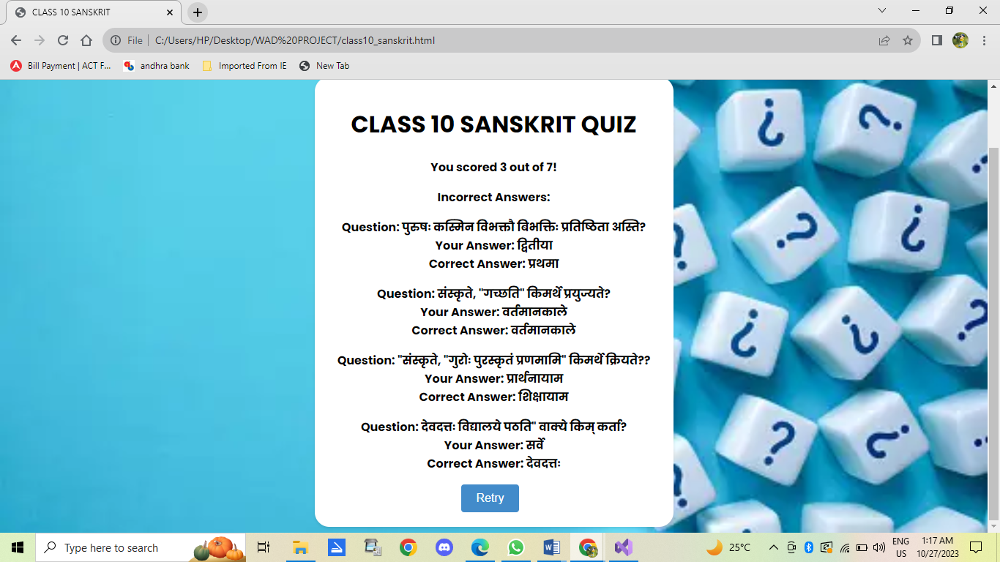 CLASS 10 SANSKRIT
File
C:/Users/HP/Desktop/WAD%20PROJECT/class10_sanskrit.html
Bill Payment | ACT F...
andhra bank
Imported From IE
New Tab
CLASS 10 SANSKRIT QUIZ
You scored 3 out of 7!
Incorrect Answers:
Question: पुरुषः कस्मिन विभक्तौ बिभक्तिः प्रतिष्ठिता अस्ति?
Your Answer: द्वितीया
Correct Answer: प्रथमा
Question: संस्कृते, "गच्छति" किमर्थे प्रयुज्यते?
Your Answer: वर्तमानकाले
Correct Answer: वर्तमानकाले
Question: "संस्कृते, "गुरोः पुरस्कृतं प्रणमामि" किमर्थे क्रियते??
Your Answer: प्रार्थनायाम
Correct Answer: शिक्षायाम
Question: देवदत्तः विद्यालये पठति" वाक्ये किम् कर्ता?
Your Answer: सर्वे
Correct Answer: देवदत्तः
Retry
Type here to search
25°C
ENG
US
1:17 AM
10/27/2023